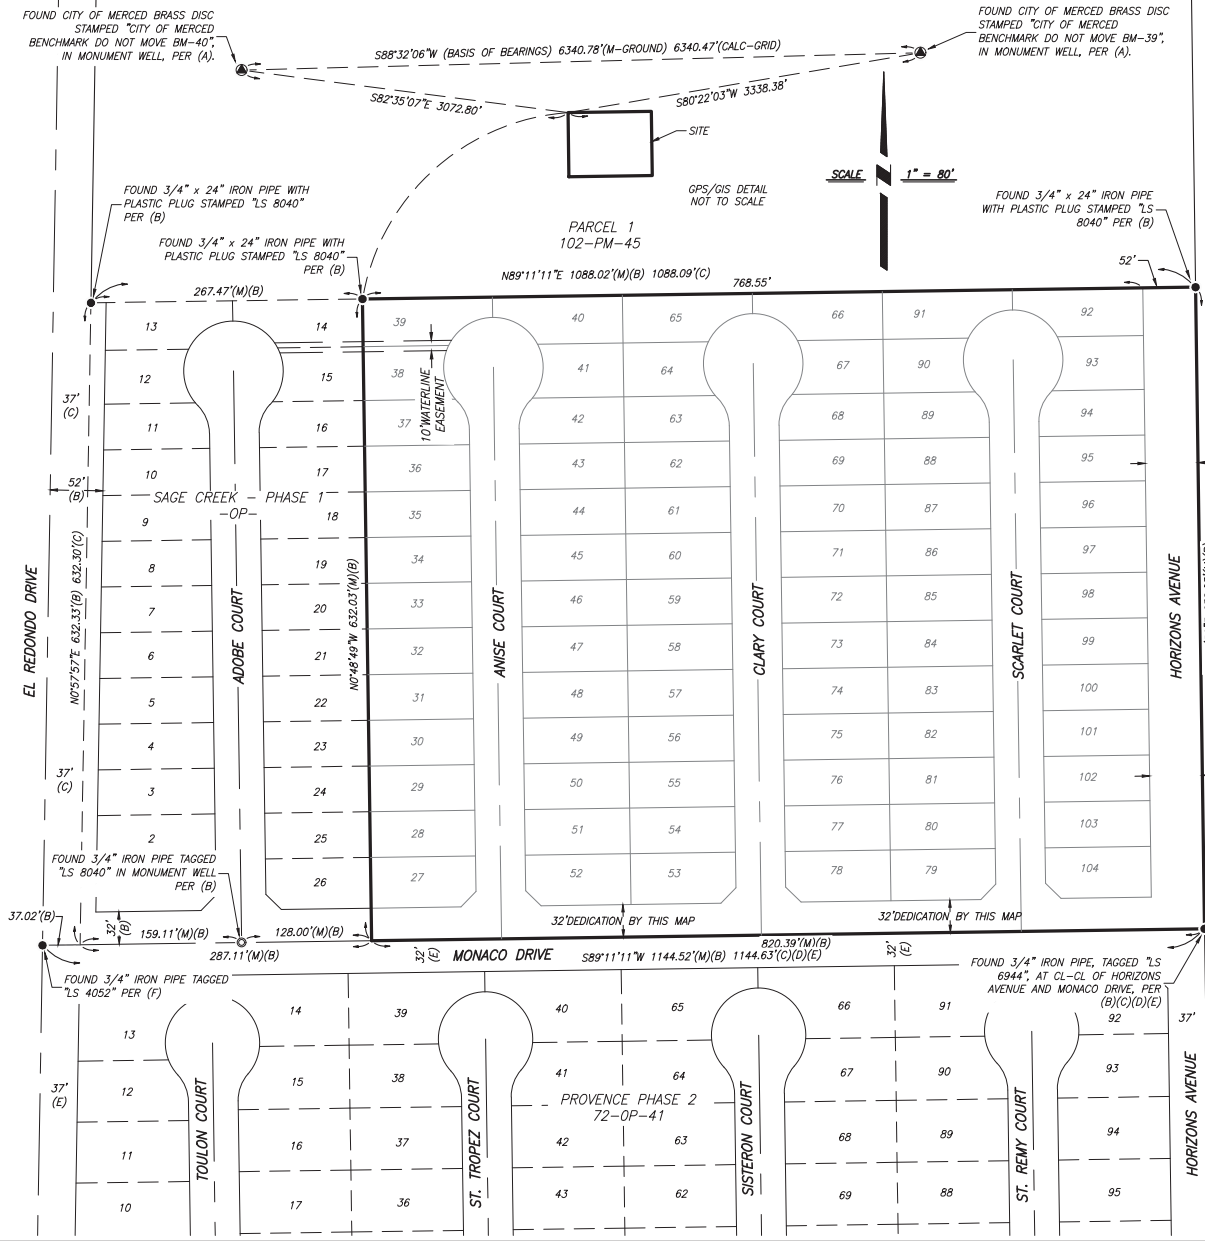 FOUND CITY OF MERCED BRASS DISC
STAMPED "CITY OF MERCED
BENCHMARK DO NOT MOVE BM-40",
IN MONUMENT WELL, PER (A).
FOUND CITY OF MERCED BRASS DISC
STAMPED "CITY OF MERCED
BENCHMARK DO NOT MOVE BM-39",
IN MONUMENT WELL, PER (A).
S88°32'06"W (BASIS OF BEARINGS) 6340.78'(M-GROUND) 6340.47'(CALC-GRID)
S82°35'07"E 3072.80'
S80°22'03"W 3338.38'
SITE
SCALE 1" = 80'
GPS/GIS DETAIL
NOT TO SCALE
FOUND 3/4" x 24" IRON PIPE WITH
PLASTIC PLUG STAMPED "LS 8040"
PER (B)
FOUND 3/4" x 24" IRON PIPE WITH
PLASTIC PLUG STAMPED "LS 8040"
PER (B)
FOUND 3/4" x 24" IRON PIPE
WITH PLASTIC PLUG STAMPED "LS
8040" PER (B)
PARCEL 1
102-PM-45
N89°11'11"E 1088.02'(M)(B) 1088.09'(C)
52'
267.47'(M)(B)
768.55'
13
14
39
40
65
66
91
92
12
15
38
41
64
67
90
93
10'WATERLINE
EASEMENT
37'
(C)
11
16
37
42
63
68
89
94
10
17
36
43
62
69
88
95
52'
(B)
SAGE CREEK - PHASE 1
-OP-
9
18
35
44
61
70
87
96
8
19
34
45
60
71
86
97
7
20
33
46
59
72
85
98
6
21
32
47
58
73
84
99
5
22
31
48
57
74
83
100
4
23
30
49
56
75
82
101
37'
(C)
3
24
29
50
55
76
81
102
2
25
28
51
54
77
80
103
26
27
52
53
78
79
104
EL REDONDO DRIVE
N0°57'57"E 632.33'(B) 632.30'(C)
ADOBE COURT
N0°48'49"W 632.03'(M)(B)
ANISE COURT
CLARY COURT
SCARLET COURT
HORIZONS AVENUE
FOUND 3/4" IRON PIPE TAGGED
"LS 8040" IN MONUMENT WELL
PER (B)
37.02'(B)
32'
(B)
159.11'(M)(B)
128.00'(M)(B)
287.11'(M)(B)
32'DEDICATION BY THIS MAP
32'DEDICATION BY THIS MAP
32'
(E)
MONACO DRIVE
820.39'(M)(B)
S89°11'11"W 1144.52'(M)(B) 1144.63'(C)(D)(E)
32'
(E)
FOUND 3/4" IRON PIPE TAGGED
"LS 4052" PER (F)
FOUND 3/4" IRON PIPE, TAGGED "LS
6944", AT CL-CL OF HORIZONS
AVENUE AND MONACO DRIVE, PER
(B)(C)(D)(E)
13
14
39
40
65
66
91
92
37'
37'
(E)
12
15
38
41
64
67
90
93
PROVENCE PHASE 2
72-OP-41
11
16
37
42
63
68
89
94
10
17
36
43
62
69
88
95
TOULON COURT
ST. TROPEZ COURT
SISTERON COURT
ST. REMY COURT
HORIZONS AVENUE